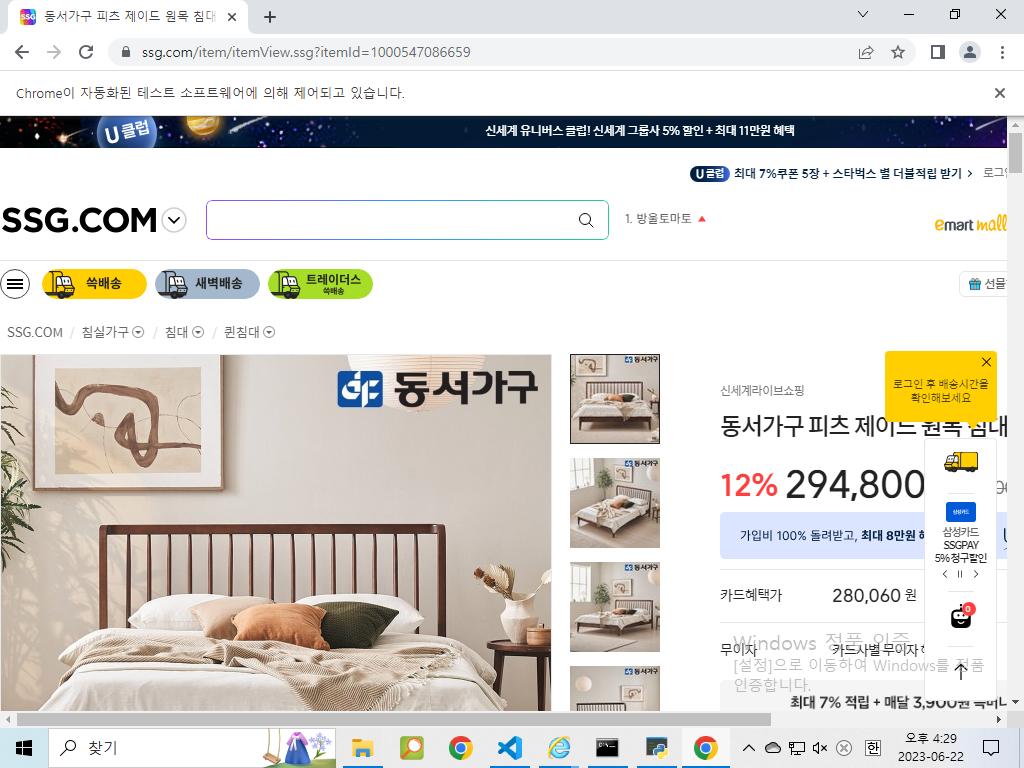 동서가구 피츠 제이드 원목 침대
ssg.com/item/itemView.ssg?itemId=1000547086659
Chrome이 자동화된 테스트 소프트웨어에 의해 제어되고 있습니다.
U 클럽
신세계 유니버스 클럽! 신세계 그룹사 5% 할인 + 최대 11만원 혜택
U 클럽 최대 7%쿠폰 5장 + 스타벅스 별 더블적립 받기 >
SSG.COM
1. 방울토마토
emart mall
쓱배송
새벽배송
트레이더스
쓱배송
선물
SSG.COM / 침실가구 / 침대 / 퀸침대
동서가구
신세계라이브쇼핑
로그인 후 배송시간을
확인해보세요
동서가구 피츠 제이드 원목 침대
12% 294,800
가입비 100% 돌려받고, 최대 8만원
삼성카드
삼성카드
SSGPAY
5% 청구할인
카드혜택가 280,060 원
0
무이자 카드사별 무이자
Windows 정품 인증
[설정]으로 이동하여 Windows를 정품
인증합니다.
최대 7% 적립 + 매달 3,900원
찾기
오후 4:29
2023-06-22
한